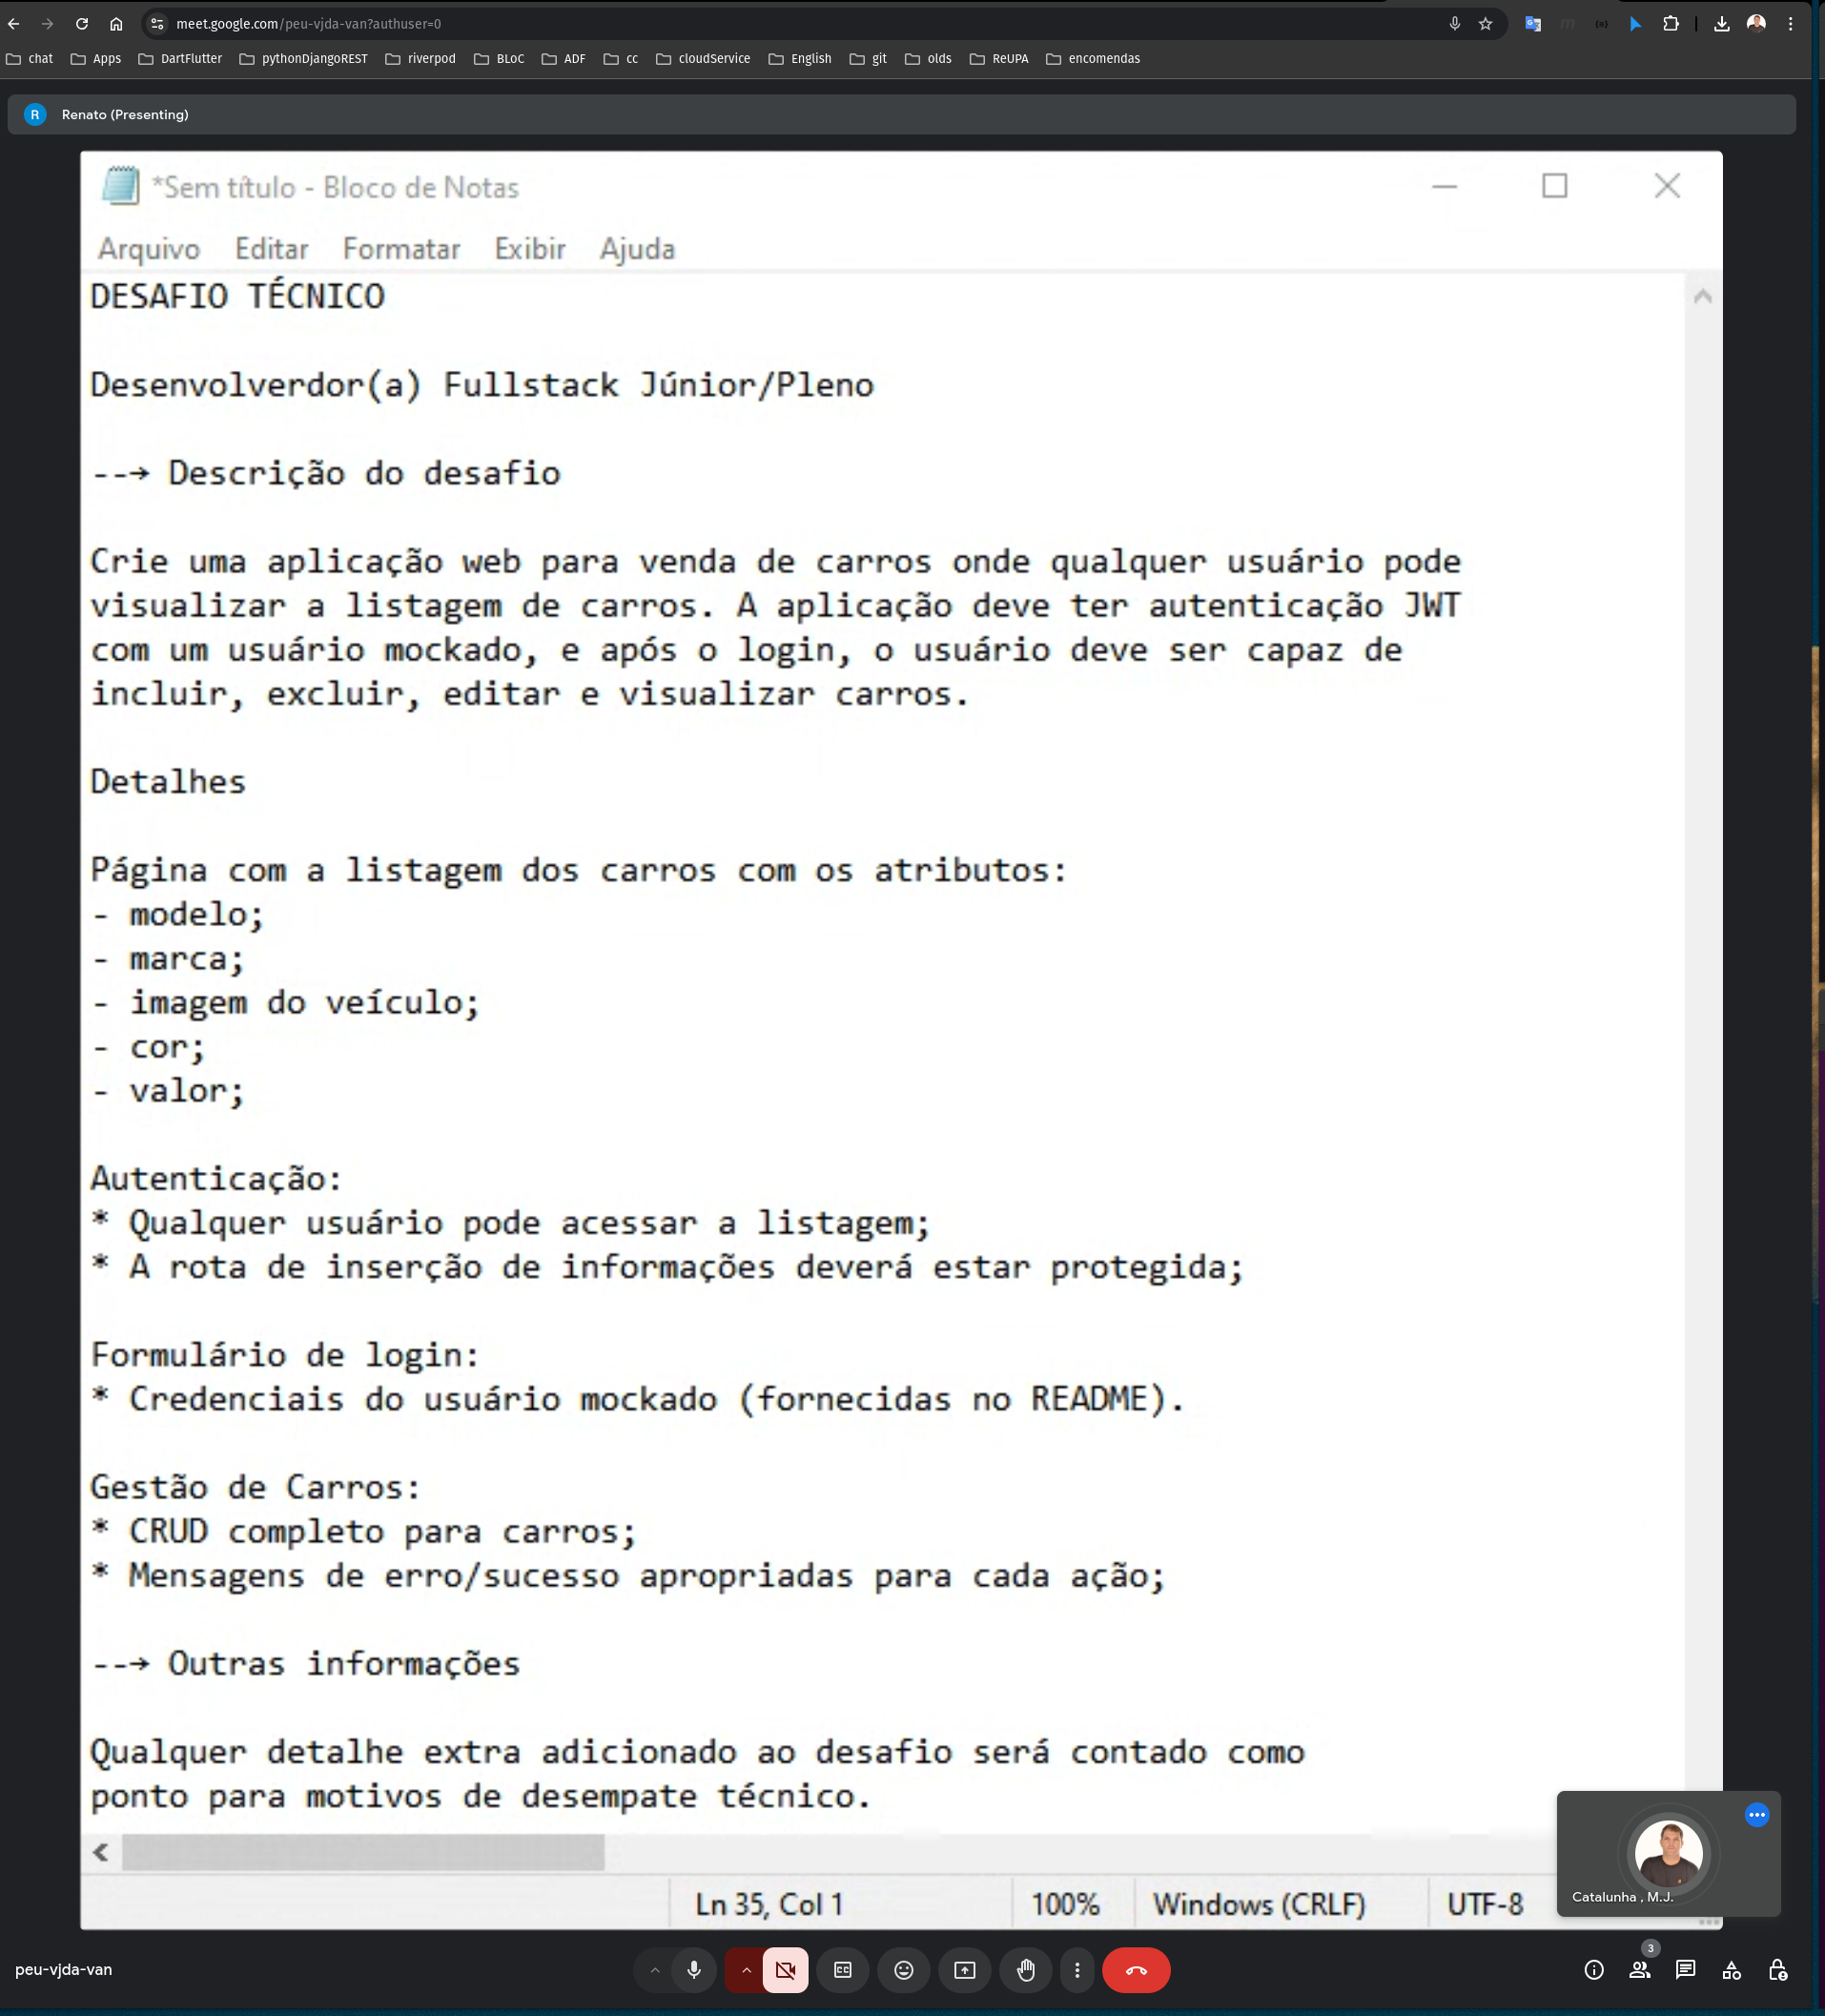 meet.google.com/peu-vjda-van?authuser=0
chat Apps DartFlutter pythonDjangoREST riverpod BLoC ADF cc cloudService English git olds ReUPA encomendas
R Renato (Presenting)
*Sem título - Bloco de Notas
Arquivo Editar Formatar Exibir Ajuda
DESAFIO TÉCNICO
Desenvolverdor(a) Fullstack Júnior/Pleno
--→ Descrição do desafio
Crie uma aplicação web para venda de carros onde qualquer usuário pode
visualizar a listagem de carros. A aplicação deve ter autenticação JWT
com um usuário mockado, e após o login, o usuário deve ser capaz de
incluir, excluir, editar e visualizar carros.
Detalhes
Página com a listagem dos carros com os atributos:
- modelo;
- marca;
- imagem do veículo;
- cor;
- valor;
Autenticação:
* Qualquer usuário pode acessar a listagem;
* A rota de inserção de informações deverá estar protegida;
Formulário de login:
* Credenciais do usuário mockado (fornecidas no README).
Gestão de Carros:
* CRUD completo para carros;
* Mensagens de erro/sucesso apropriadas para cada ação;
--→ Outras informações
Qualquer detalhe extra adicionado ao desafio será contado como
ponto para motivos de desempate técnico.
Ln 35, Col 1 100% Windows (CRLF) UTF-8
Catalunha , M.J.
peu-vjda-van
3